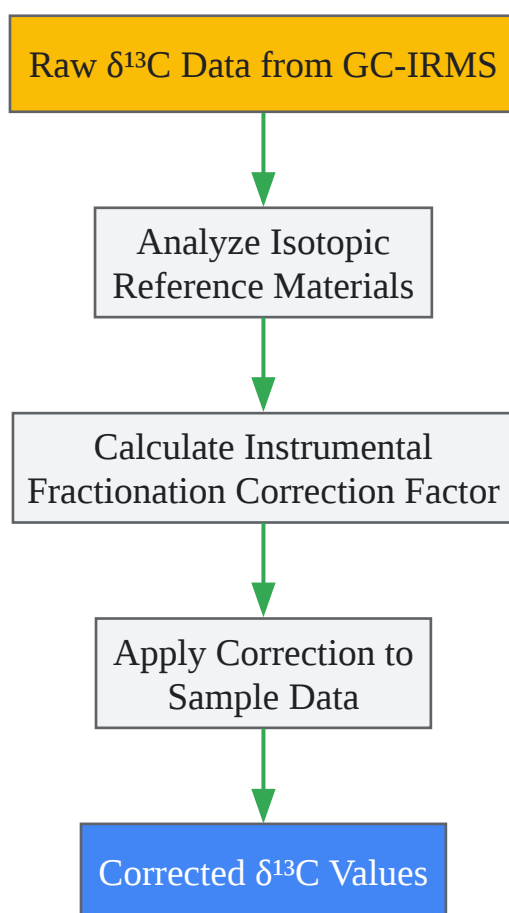 Raw δ¹³C Data from GC-IRMS
Analyze Isotopic
Reference Materials
Calculate Instrumental
Fractionation Correction Factor
Apply Correction to
Sample Data
Corrected δ¹³C Values